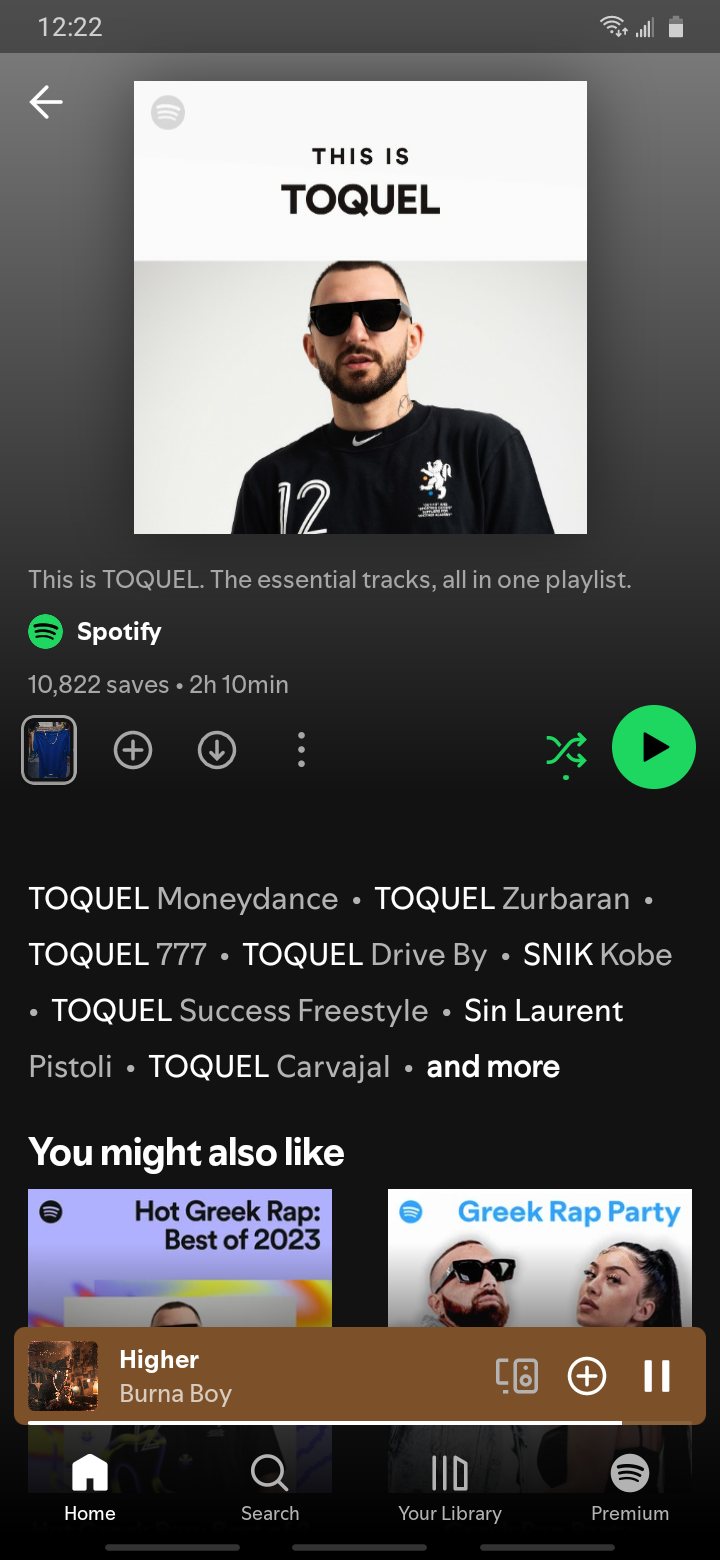 12:22
THIS IS
TOQUEL
12
This is TOQUEL. The essential tracks, all in one playlist.
Spotify
10,822 saves • 2h 10min
TOQUEL Moneydance • TOQUEL Zurbaran •
TOQUEL 777 • TOQUEL Drive By • SNIK Kobe
• TOQUEL Success Freestyle • Sin Laurent
Pistoli • TOQUEL Carvajal • and more
You might also like
Hot Greek Rap:
Best of 2023
Greek Rap Party
Higher
Burna Boy
Home
Search
Your Library
Premium